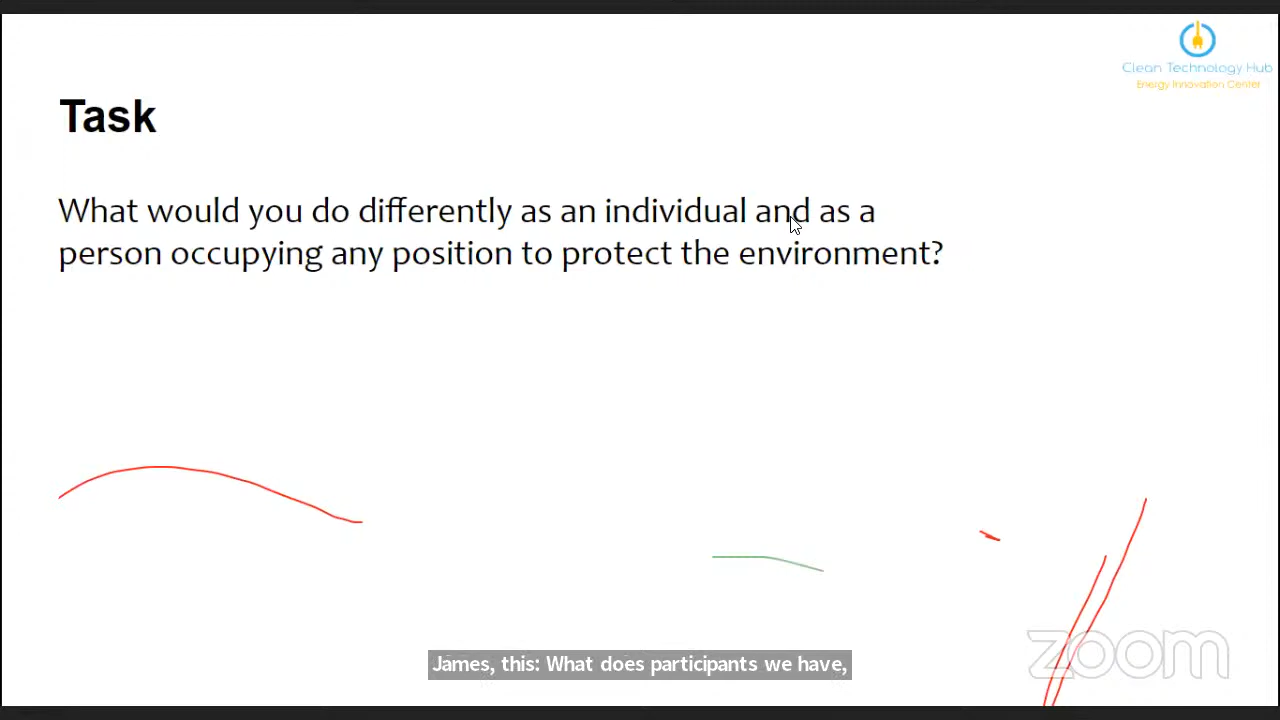 Clean Technology Hub
Energy Innovation Center
Task
What would you do differently as an individual and as a
person occupying any position to protect the environment?
zoom
James, this: What does participants we have,